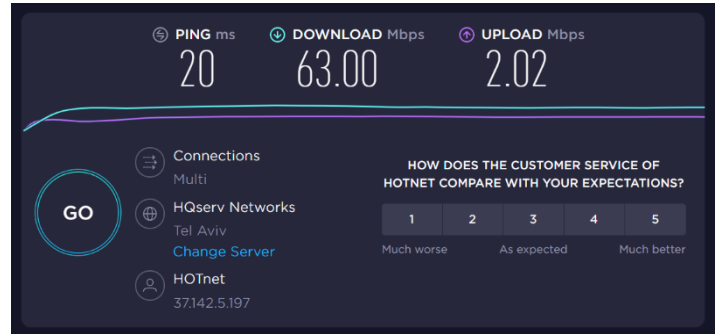 PING ms
20
DOWNLOAD Mbps
63.00
UPLOAD Mbps
2.02
GO
Connections
Multi
HQserv Networks
Tel Aviv
Change Server
HOTnet
37.142.5.197
HOW DOES THE CUSTOMER SERVICE OF
HOTNET COMPARE WITH YOUR EXPECTATIONS?
1 2 3 4 5
Much worse As expected Much better